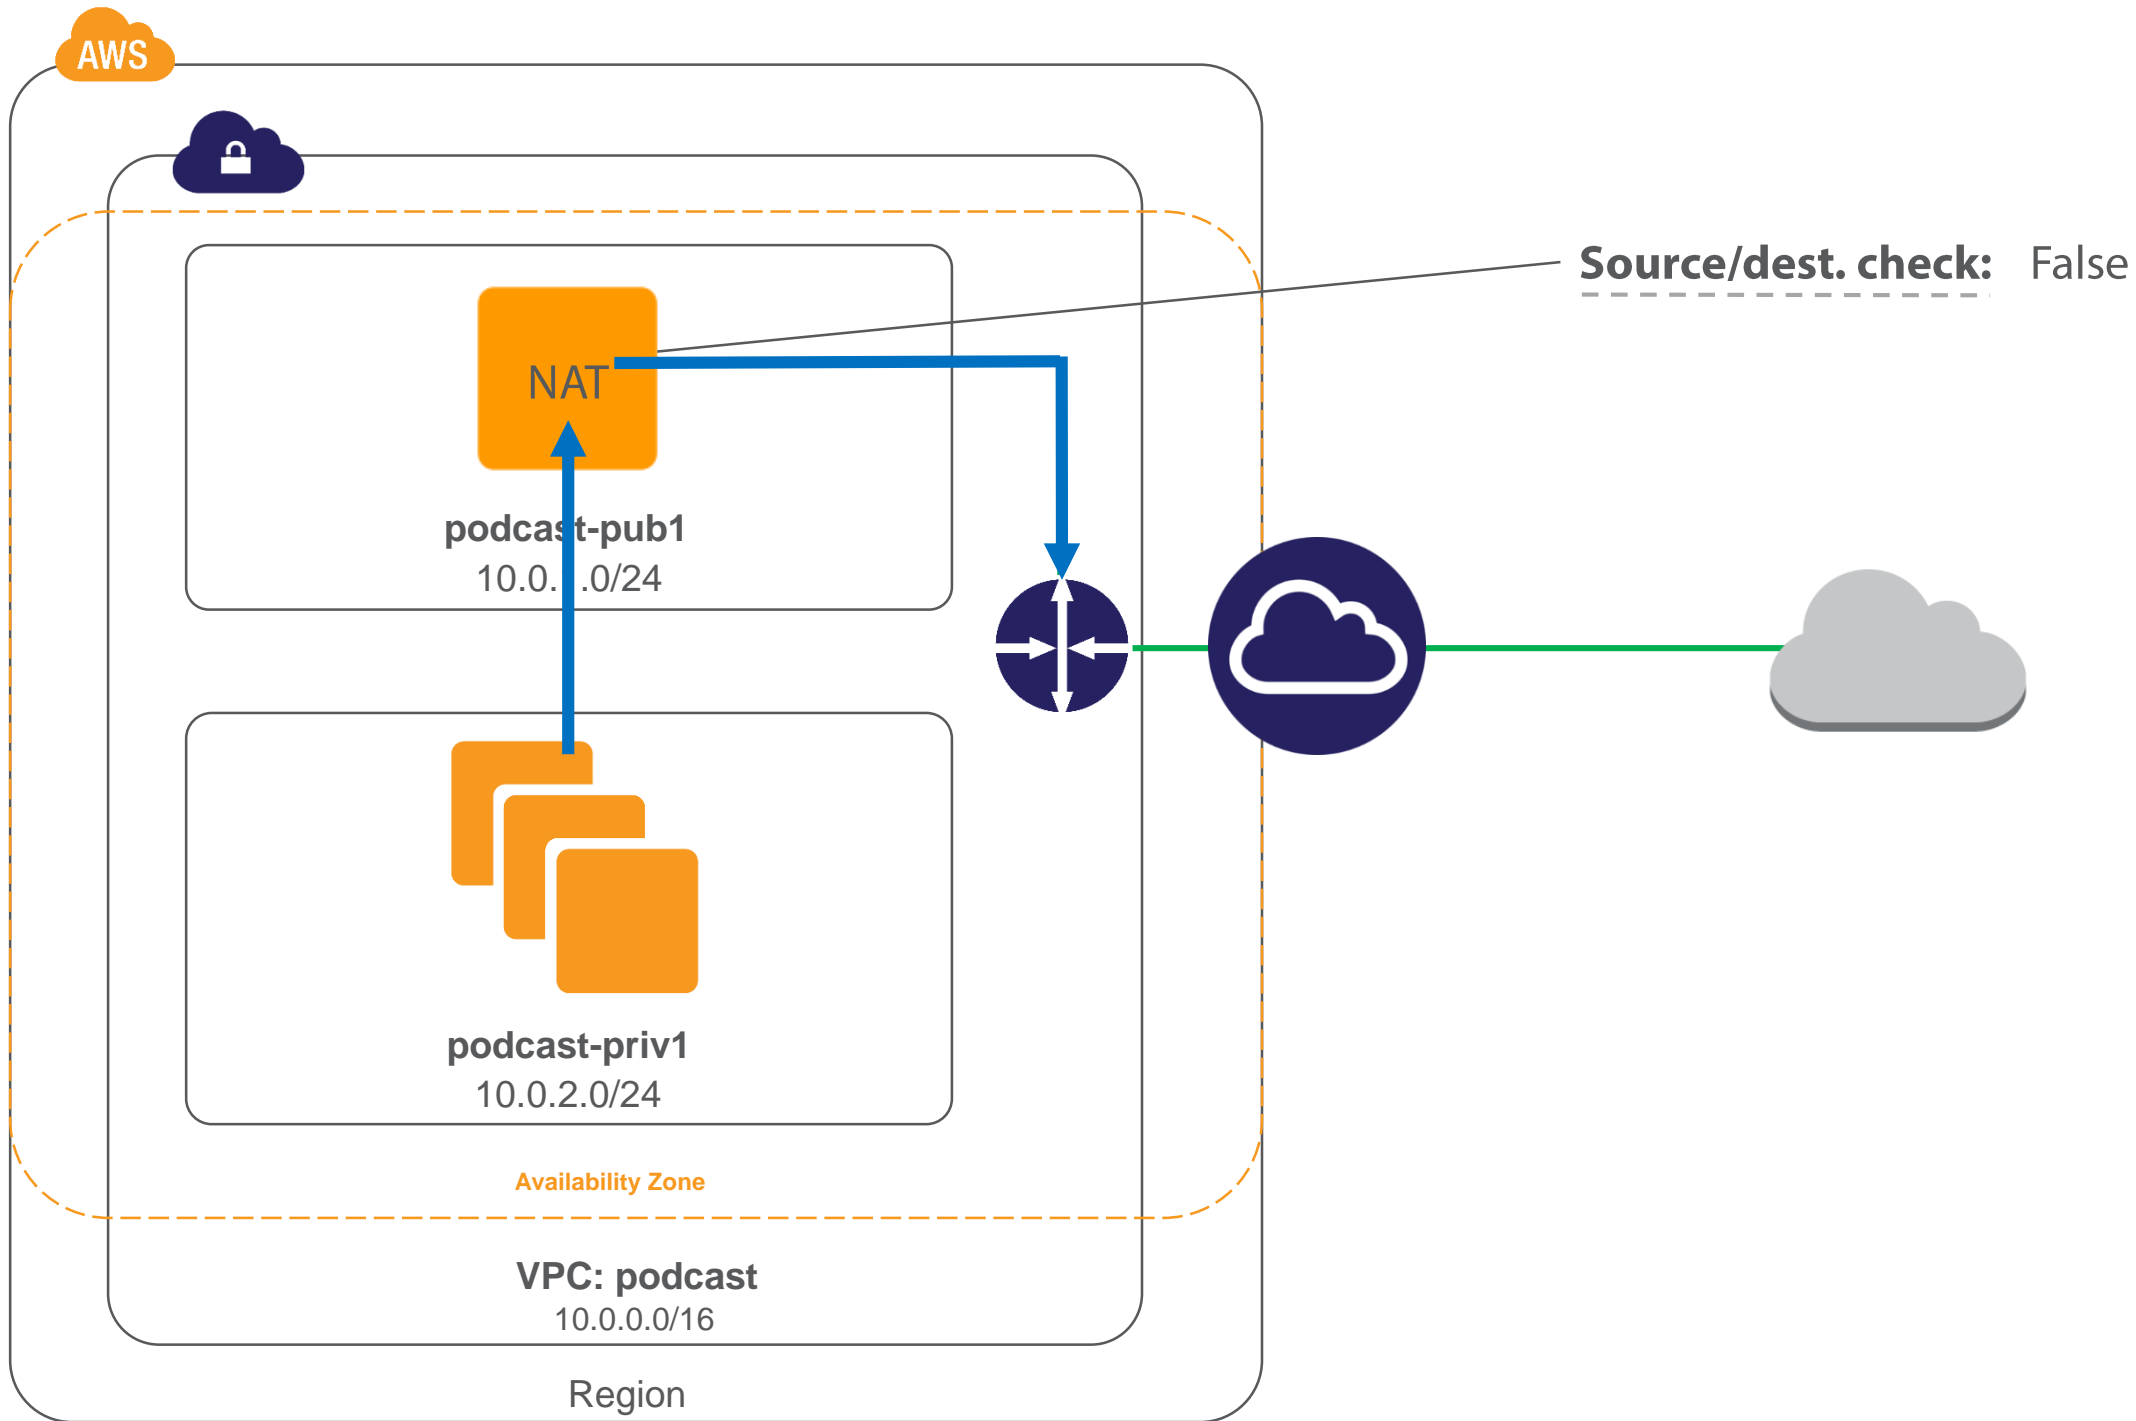 AWS
Source/dest. check: False
NAT
podcast-pub1
10.0. .0/24
podcast-priv1
10.0.2.0/24
Availability Zone
VPC: podcast
10.0.0.0/16
Region